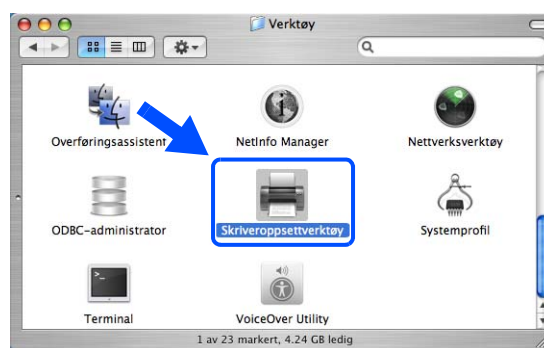 Verktøy
Overføringsassistent
NetInfo Manager
Nettverksverktøy
ODBC-administrator
Skriveroppsettverktøy
Systemprofil
Terminal
VoiceOver Utility
1 av 23 markert, 4.24 GB ledig